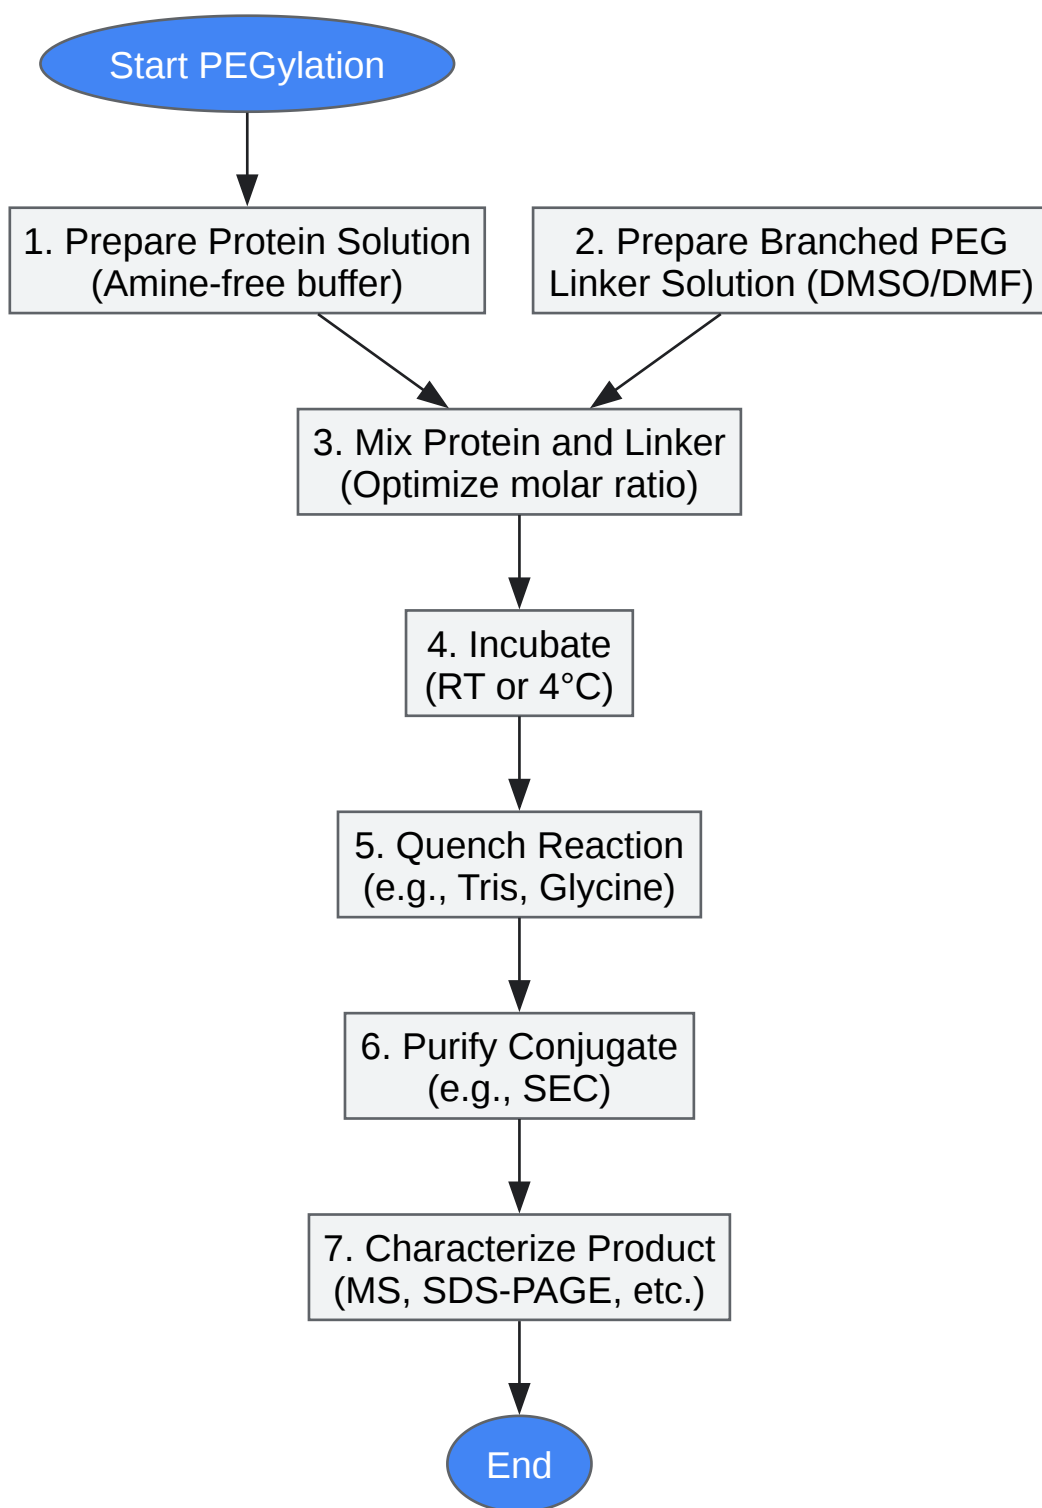 Start PEGylation
1. Prepare Protein Solution
(Amine-free buffer)
2. Prepare Branched PEG
Linker Solution (DMSO/DMF)
3. Mix Protein and Linker
(Optimize molar ratio)
4. Incubate
(RT or 4°C)
5. Quench Reaction
(e.g., Tris, Glycine)
6. Purify Conjugate
(e.g., SEC)
7. Characterize Product
(MS, SDS-PAGE, etc.)
End